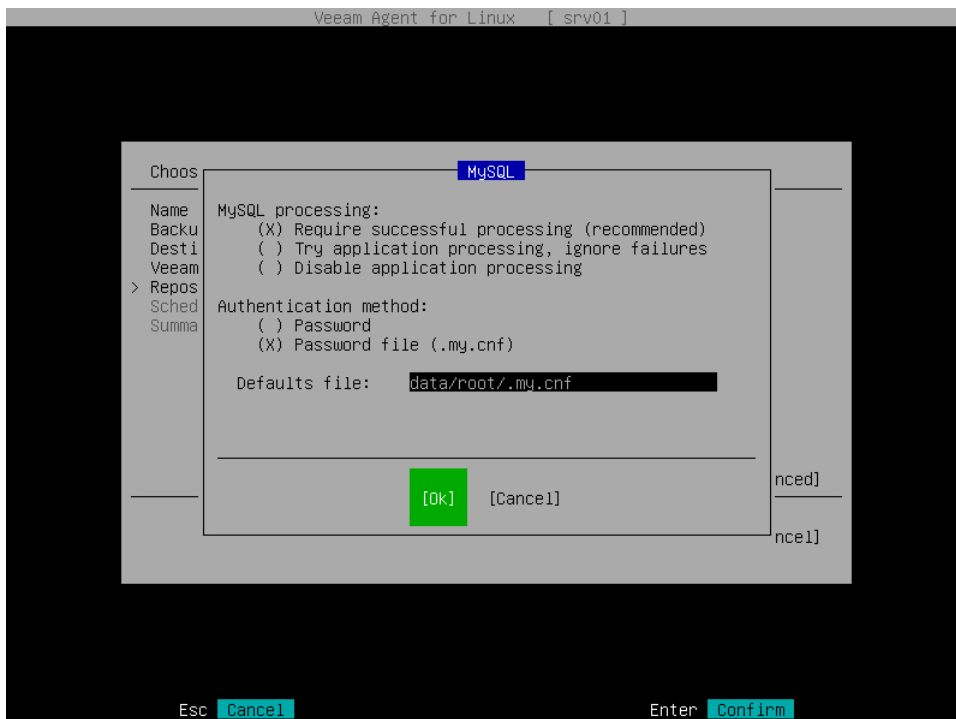 Veeam Agent for Linux [ srv01 ]
Choos
MySQL
Name
Backu
Desti
Veeam
> Repos
Sched
Summa
MySQL processing:
(X) Require successful processing (recommended)
( ) Try application processing, ignore failures
( ) Disable application processing
Authentication method:
( ) Password
(X) Password file (.my.cnf)
Defaults file: data/root/.my.cnf
[Ok] [Cancel]
nced]
ncel]
Esc Cancel
Enter Confirm